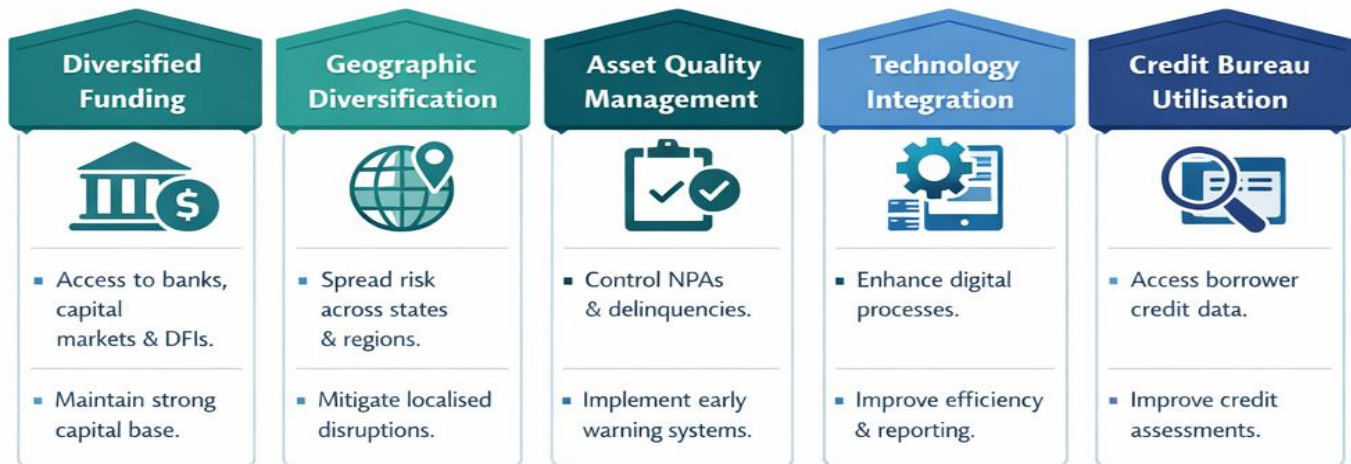 Diversified
Funding
$
Access to banks,
capital
markets & DFIs.
Maintain strong
capital base.
Geographic
Diversification
Spread risk
across states
& regions.
Mitigate localised
disruptions.
Asset Quality
Management
Control NPAs
& delinquencies.
Implement early
warning systems.
Technology
Integration
Enhance digital
processes.
Improve efficiency
& reporting.
Credit Bureau
Utilisation
Access borrower
credit data.
Improve credit
assessments.